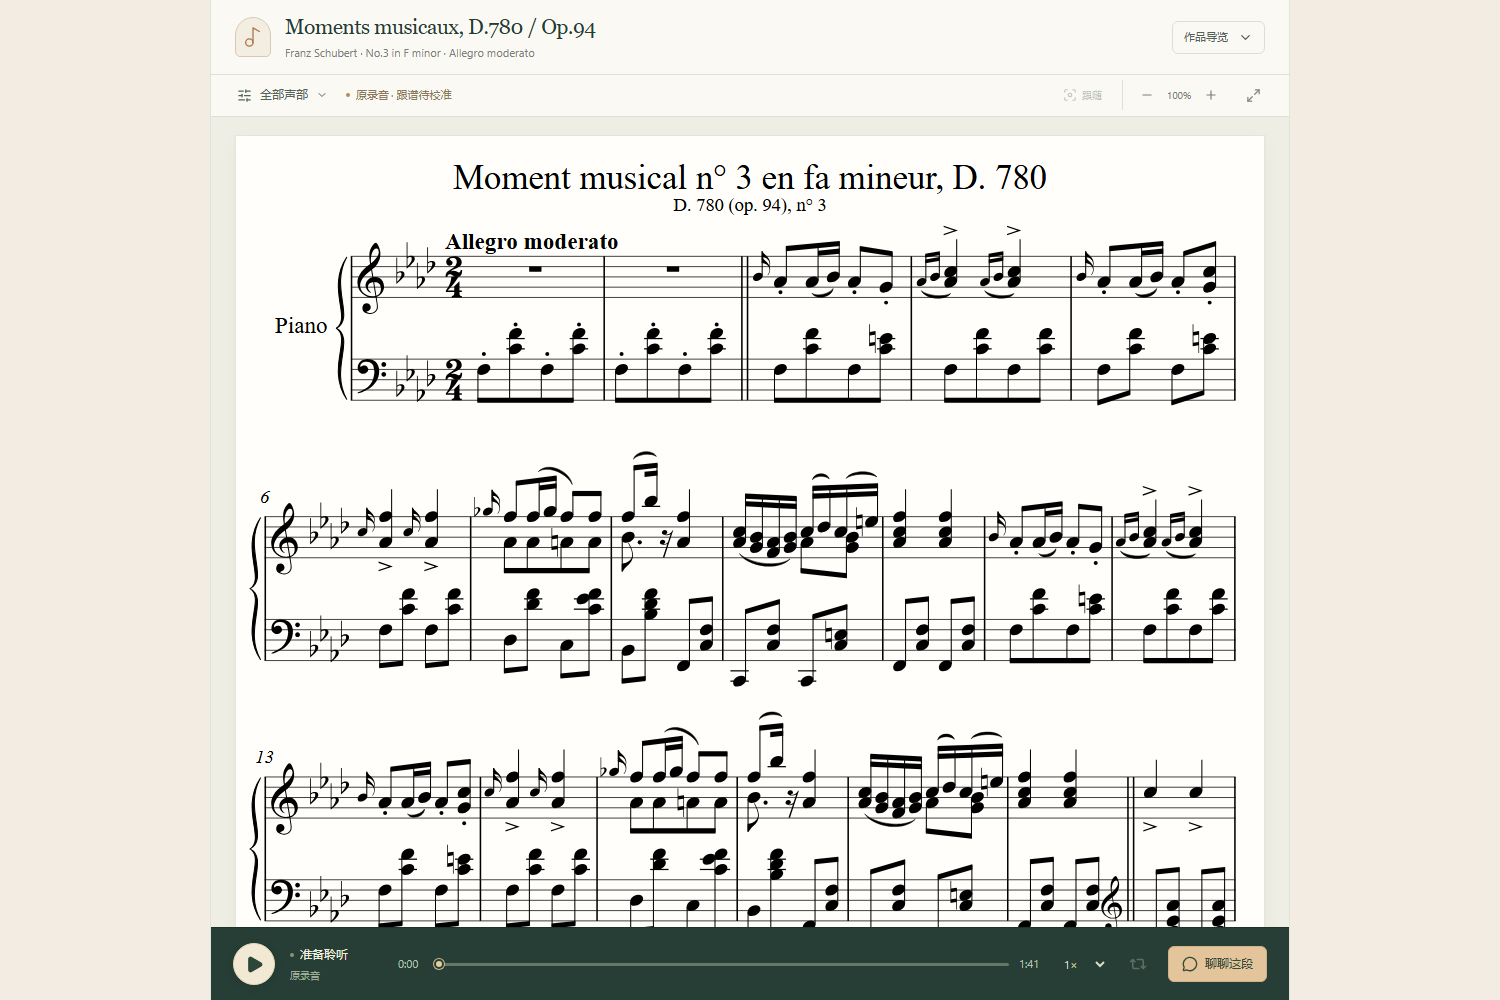 Moments musicaux, D.780 / Op.94
Franz Schubert · No.3 in F minor · Allegro moderato
作品导览
全部声部
原录音 · 跟谱待校准
跟随
100%
Moment musical n° 3 en fa mineur, D. 780
D. 780 (op. 94), n° 3
Allegro moderato
Piano
6
13
准备聆听
原录音
0:00
1:41
1×
聊聊这段